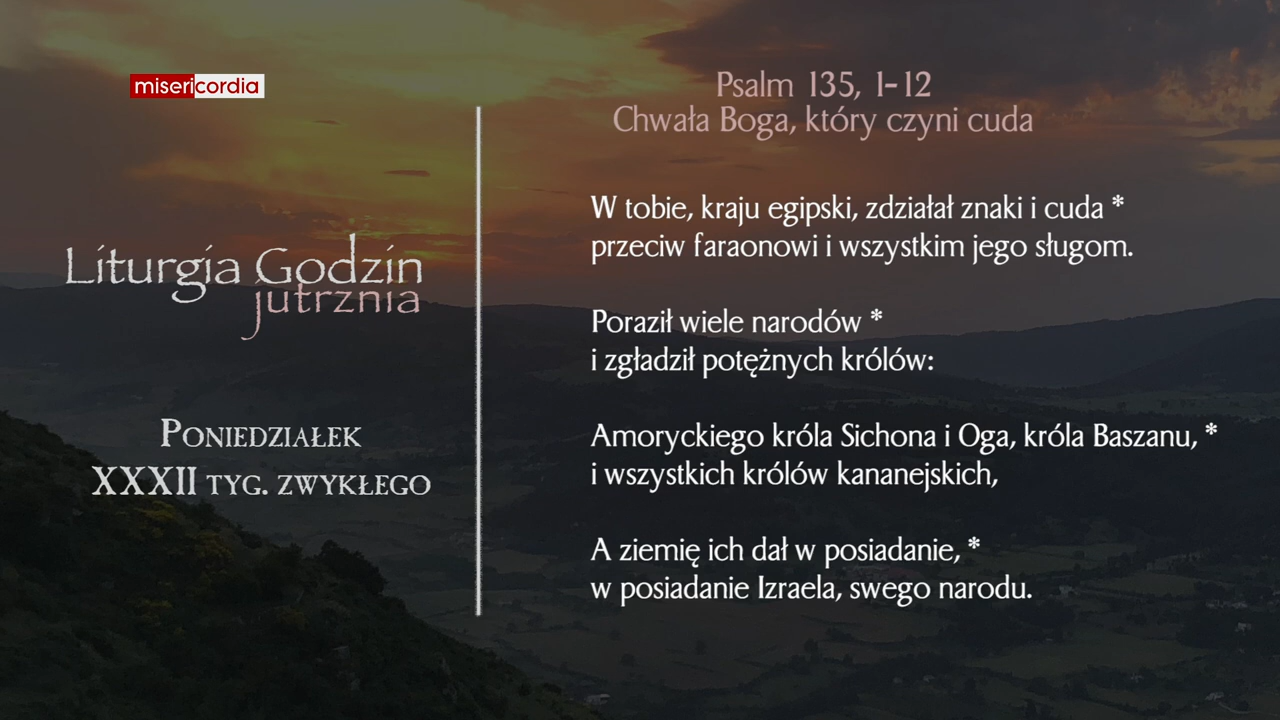 misericordia
Liturgia Godzin
jutrznia
Poniedziałek
XXXII tyg. zwykłego
Psalm 135, 1-12
Chwała Boga, który czyni cuda
W tobie, kraju egipski, zdziałał znaki i cuda *
przeciw faraonowi i wszystkim jego sługom.
Poraził wiele narodów *
i zgładził potężnych królów:
Amoryckiego króla Sichona i Oga, króla Baszanu, *
i wszystkich królów kananejskich,
A ziemię ich dał w posiadanie, *
w posiadanie Izraela, swego narodu.